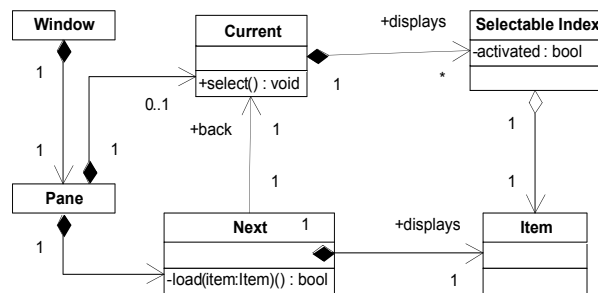 Window
Current
+displays
Selectable Index
-activated : bool
1
+select() : void
1
*
0..1
+back
1
1
1
1
1
1
Pane
1
1
Next
1
+displays
Item
-load(item:Item)() : bool
1